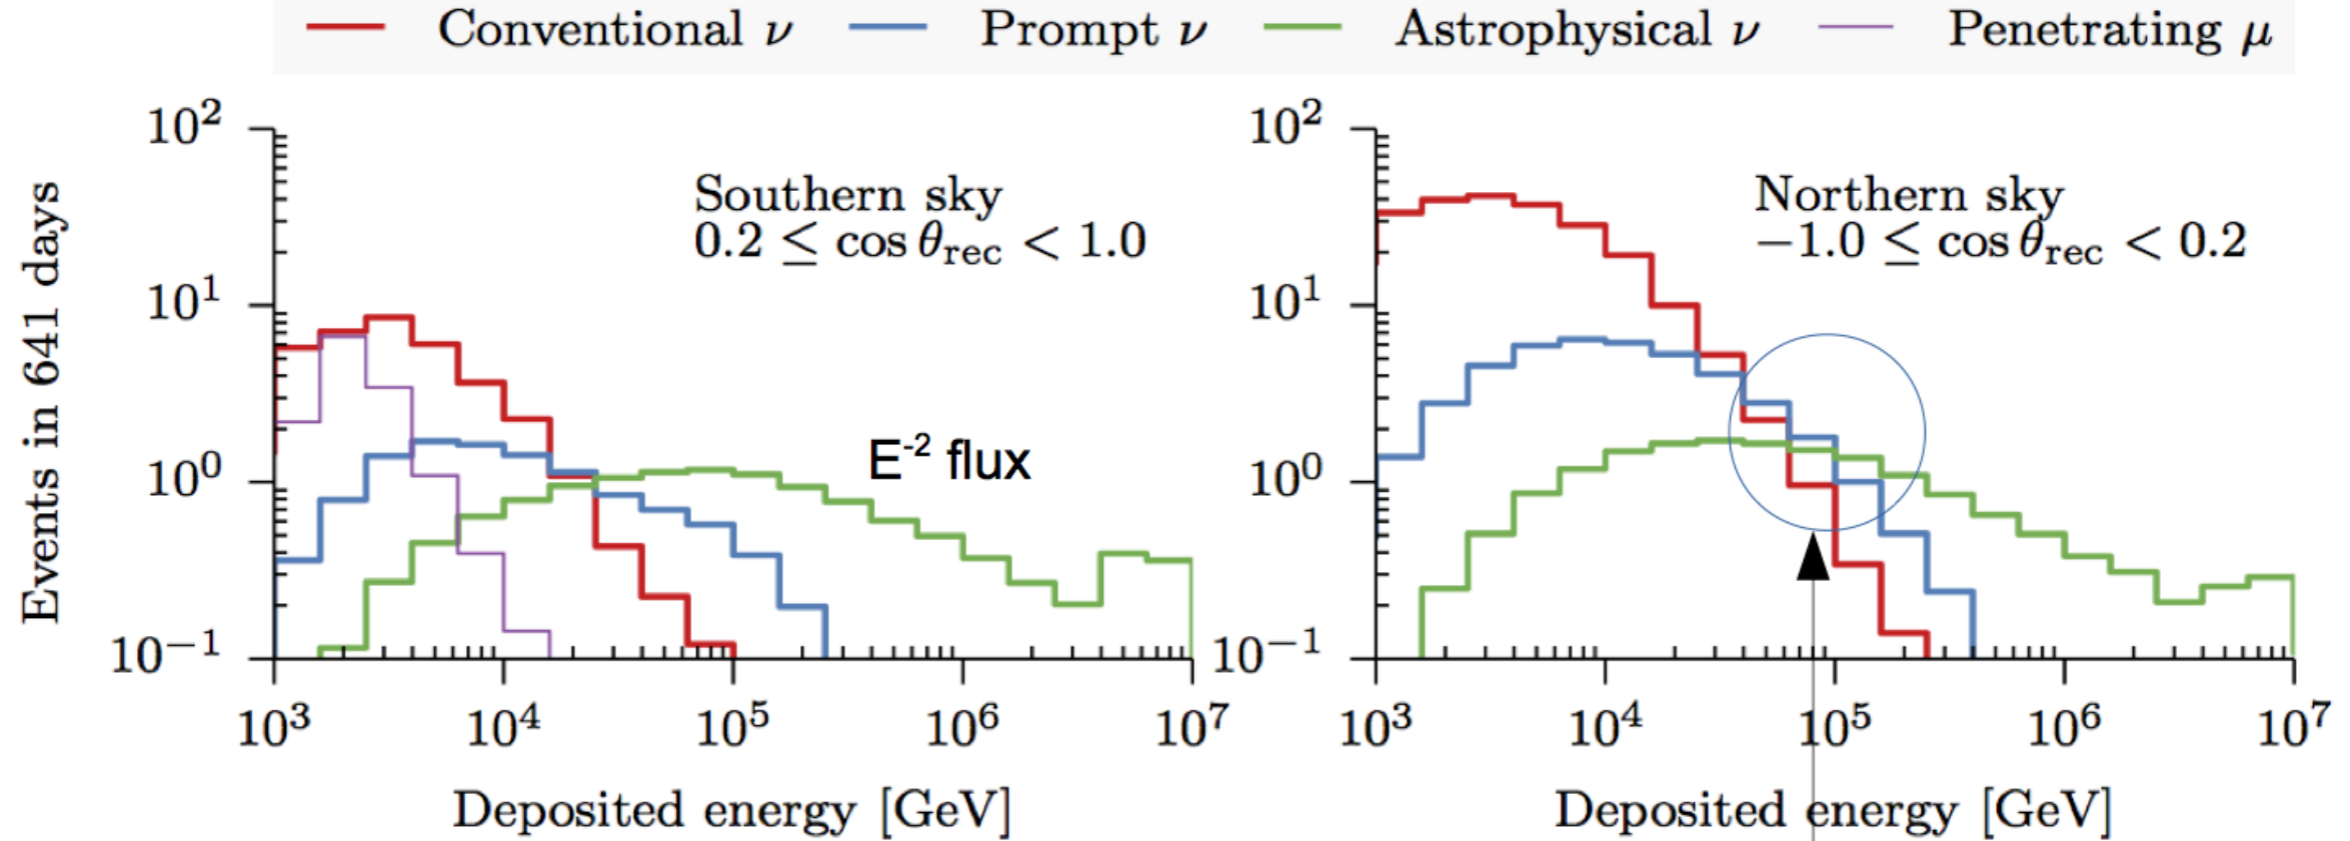 Conventional ν Prompt ν Astrophysical ν Penetrating μ
Events in 641 days
10²
10¹
10⁰
10⁻¹
Southern sky
0.2 ≤ cos θrec < 1.0
E⁻² flux
10³ 10⁴ 10⁵ 10⁶ 10⁷
Deposited energy [GeV]
10²
10¹
10⁰
10⁻¹
Northern sky
−1.0 ≤ cos θrec < 0.2
10³ 10⁴ 10⁵ 10⁶ 10⁷
Deposited energy [GeV]